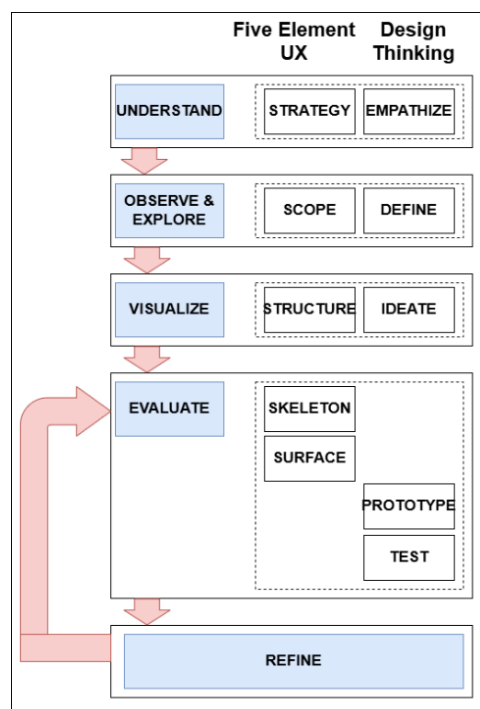 Five Element
UX
Design
Thinking
UNDERSTAND
STRATEGY
EMPATHIZE
OBSERVE &
EXPLORE
SCOPE
DEFINE
VISUALIZE
STRUCTURE
IDEATE
EVALUATE
SKELETON
SURFACE
PROTOTYPE
TEST
REFINE